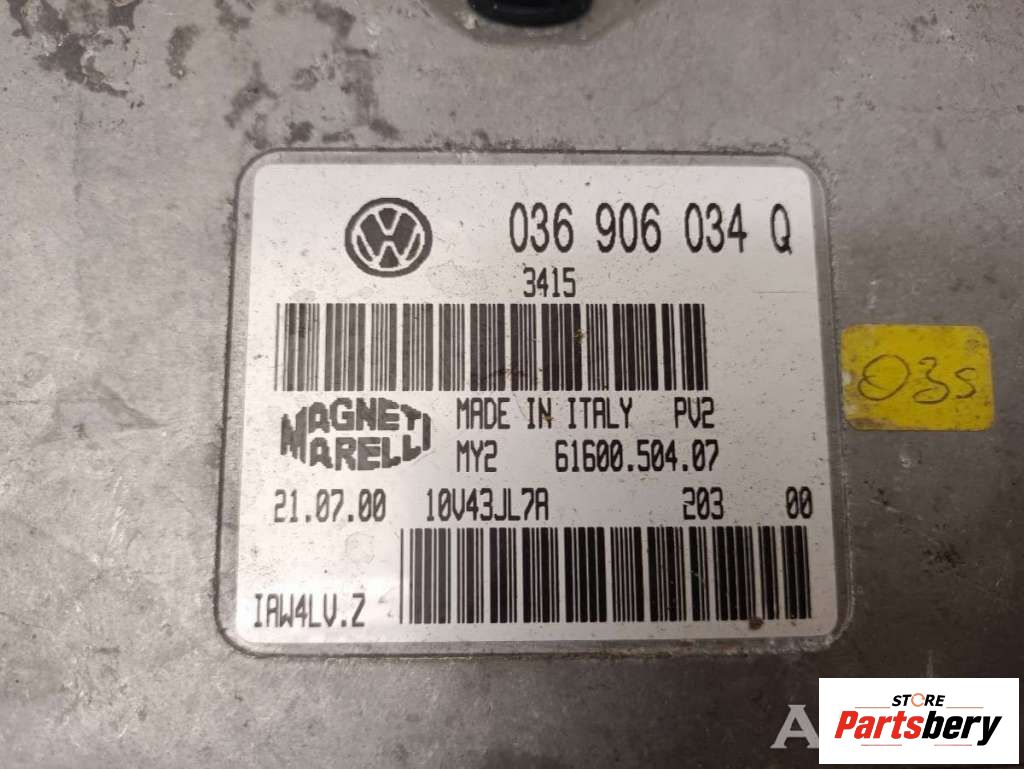 036 906 034 Q
3415
MAGNETI
MARELLI
MADE IN ITALY PV2
MY2 61600.504.07
21.07.00 10V43JL7A 203 00
IAW4LV.Z
03s
A
STORE
Partsbery